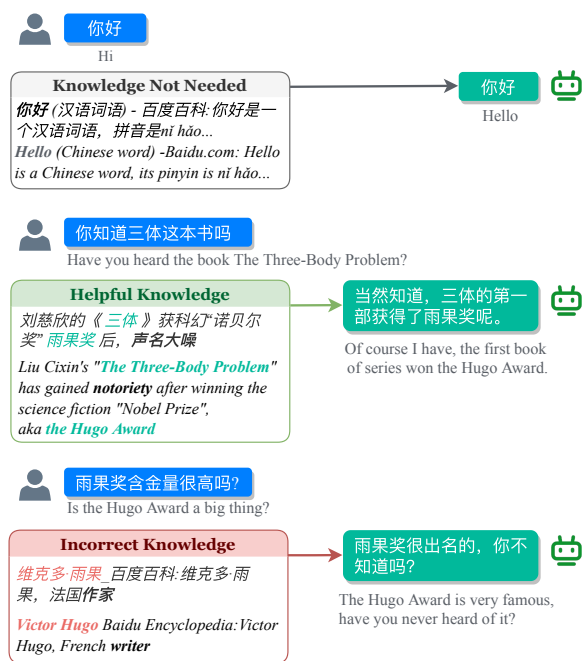 你好
Hi
Knowledge Not Needed
你好 (汉语词语) - 百度百科:你好是一
个汉语词语，拼音是nǐ hǎo...
Hello (Chinese word) -Baidu.com: Hello
is a Chinese word, its pinyin is nǐ hǎo...
你好
Hello
你知道三体这本书吗
Have you heard the book The Three-Body Problem?
Helpful Knowledge
刘慈欣的《 三体 》获科幻“诺贝尔
奖” 雨果奖 后，声名大噪
Liu Cixin's "The Three-Body Problem"
has gained notoriety after winning the
science fiction "Nobel Prize",
aka the Hugo Award
当然知道，三体的第一
部获得了雨果奖呢。
Of course I have, the first book
of series won the Hugo Award.
雨果奖含金量很高吗?
Is the Hugo Award a big thing?
Incorrect Knowledge
维克多·雨果_百度百科:维克多·雨
果，法国作家
Victor Hugo Baidu Encyclopedia:Victor
Hugo, French writer
雨果奖很出名的，你不
知道吗?
The Hugo Award is very famous,
have you never heard of it?